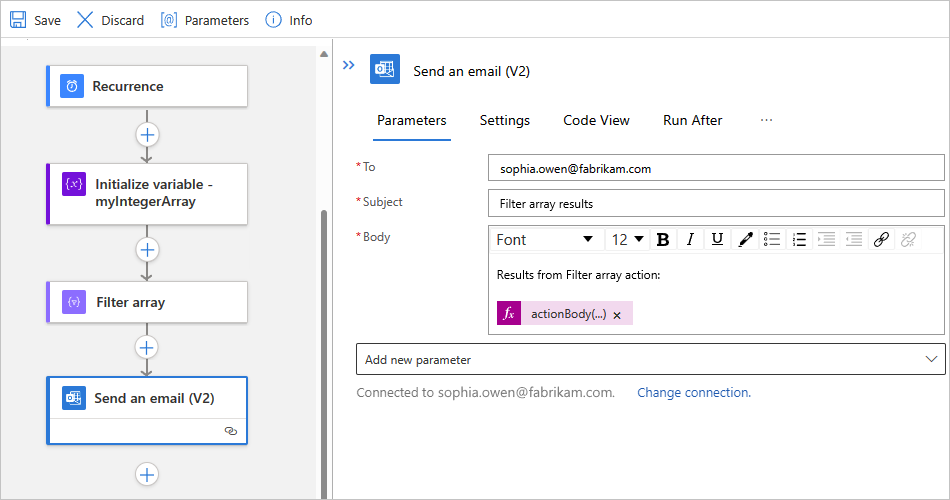 Save Discard [@] Parameters Info
Recurrence
{x} Initialize variable -
myIntegerArray
Filter array
Send an email (V2)
Send an email (V2)
Parameters Settings Code View Run After ...
* To sophia.owen@fabrikam.com
* Subject Filter array results
* Body Font 12 B I U
Results from Filter array action:
fx actionBody(...) ×
Add new parameter
Connected to sophia.owen@fabrikam.com. Change connection.